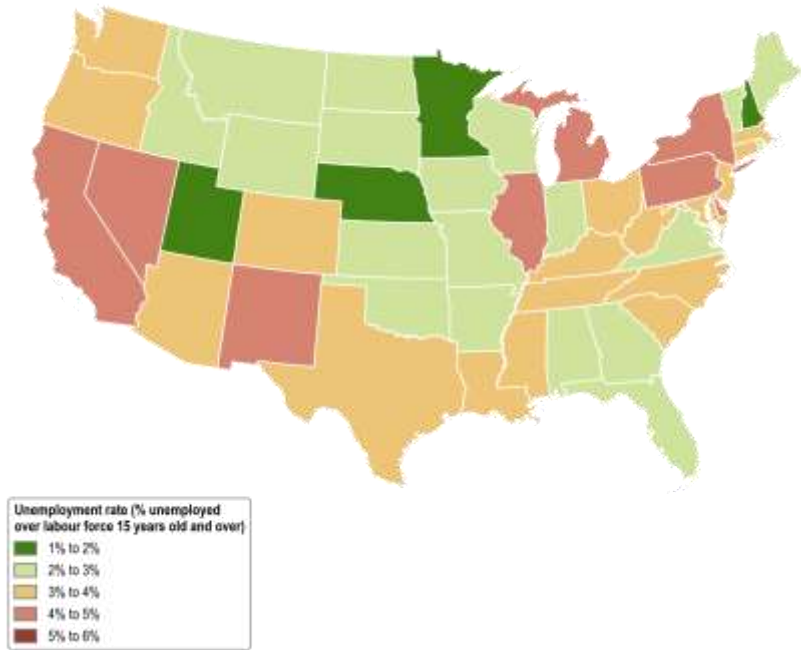 Unemployment rate (% unemployed
over labour force 15 years old and over)
1% to 2%
2% to 3%
3% to 4%
4% to 5%
5% to 6%